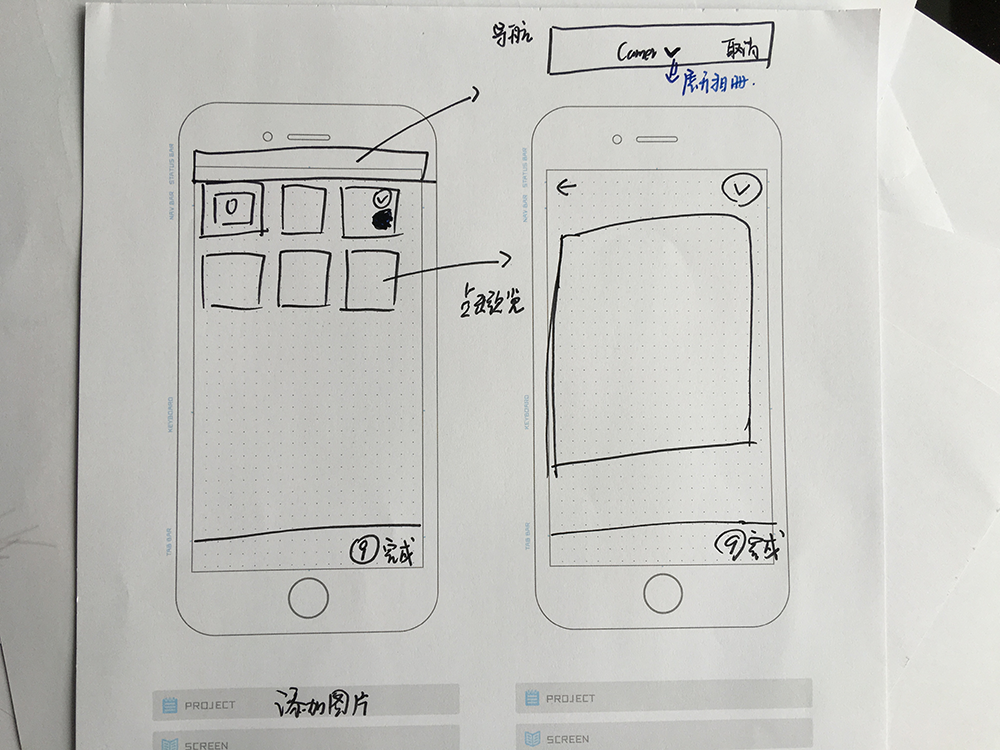 导航
Camera 取消
展开相册.
STATUS BAR
NAV BAR
STATUS BAR
NAV BAR
点击预览
KEYBOARD
KEYBOARD
TAB BAR
TAB BAR
9 完成
9 完成
PROJECT 添加图片
PROJECT
SCREEN
SCREEN